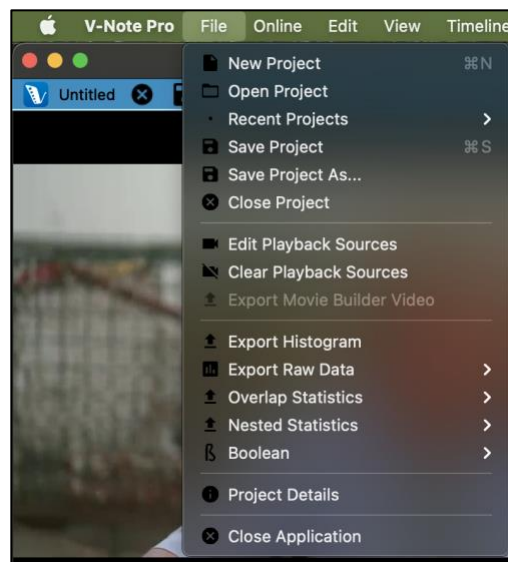 V-Note Pro File Online Edit View Timeline
Untitled
New Project ⌘N
Open Project
Recent Projects
Save Project ⌘S
Save Project As...
Close Project
Edit Playback Sources
Clear Playback Sources
Export Movie Builder Video
Export Histogram
Export Raw Data
Overlap Statistics
Nested Statistics
ß Boolean
Project Details
Close Application